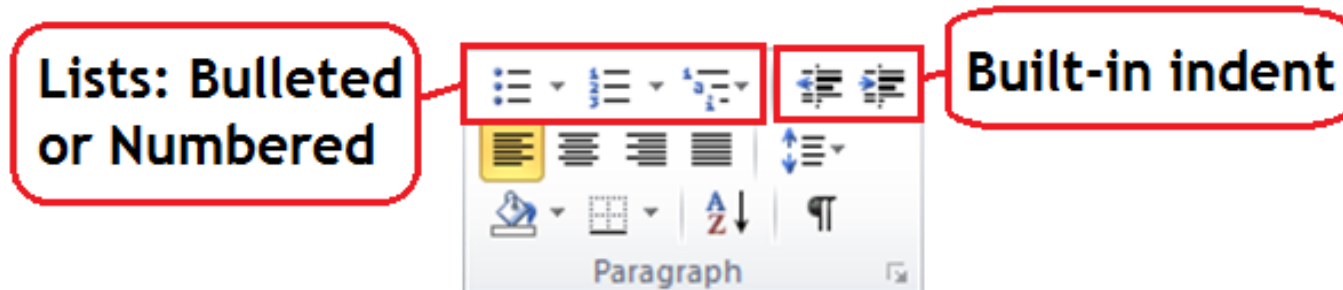 Lists: Bulleted
or Numbered
Built-in indent
Paragraph